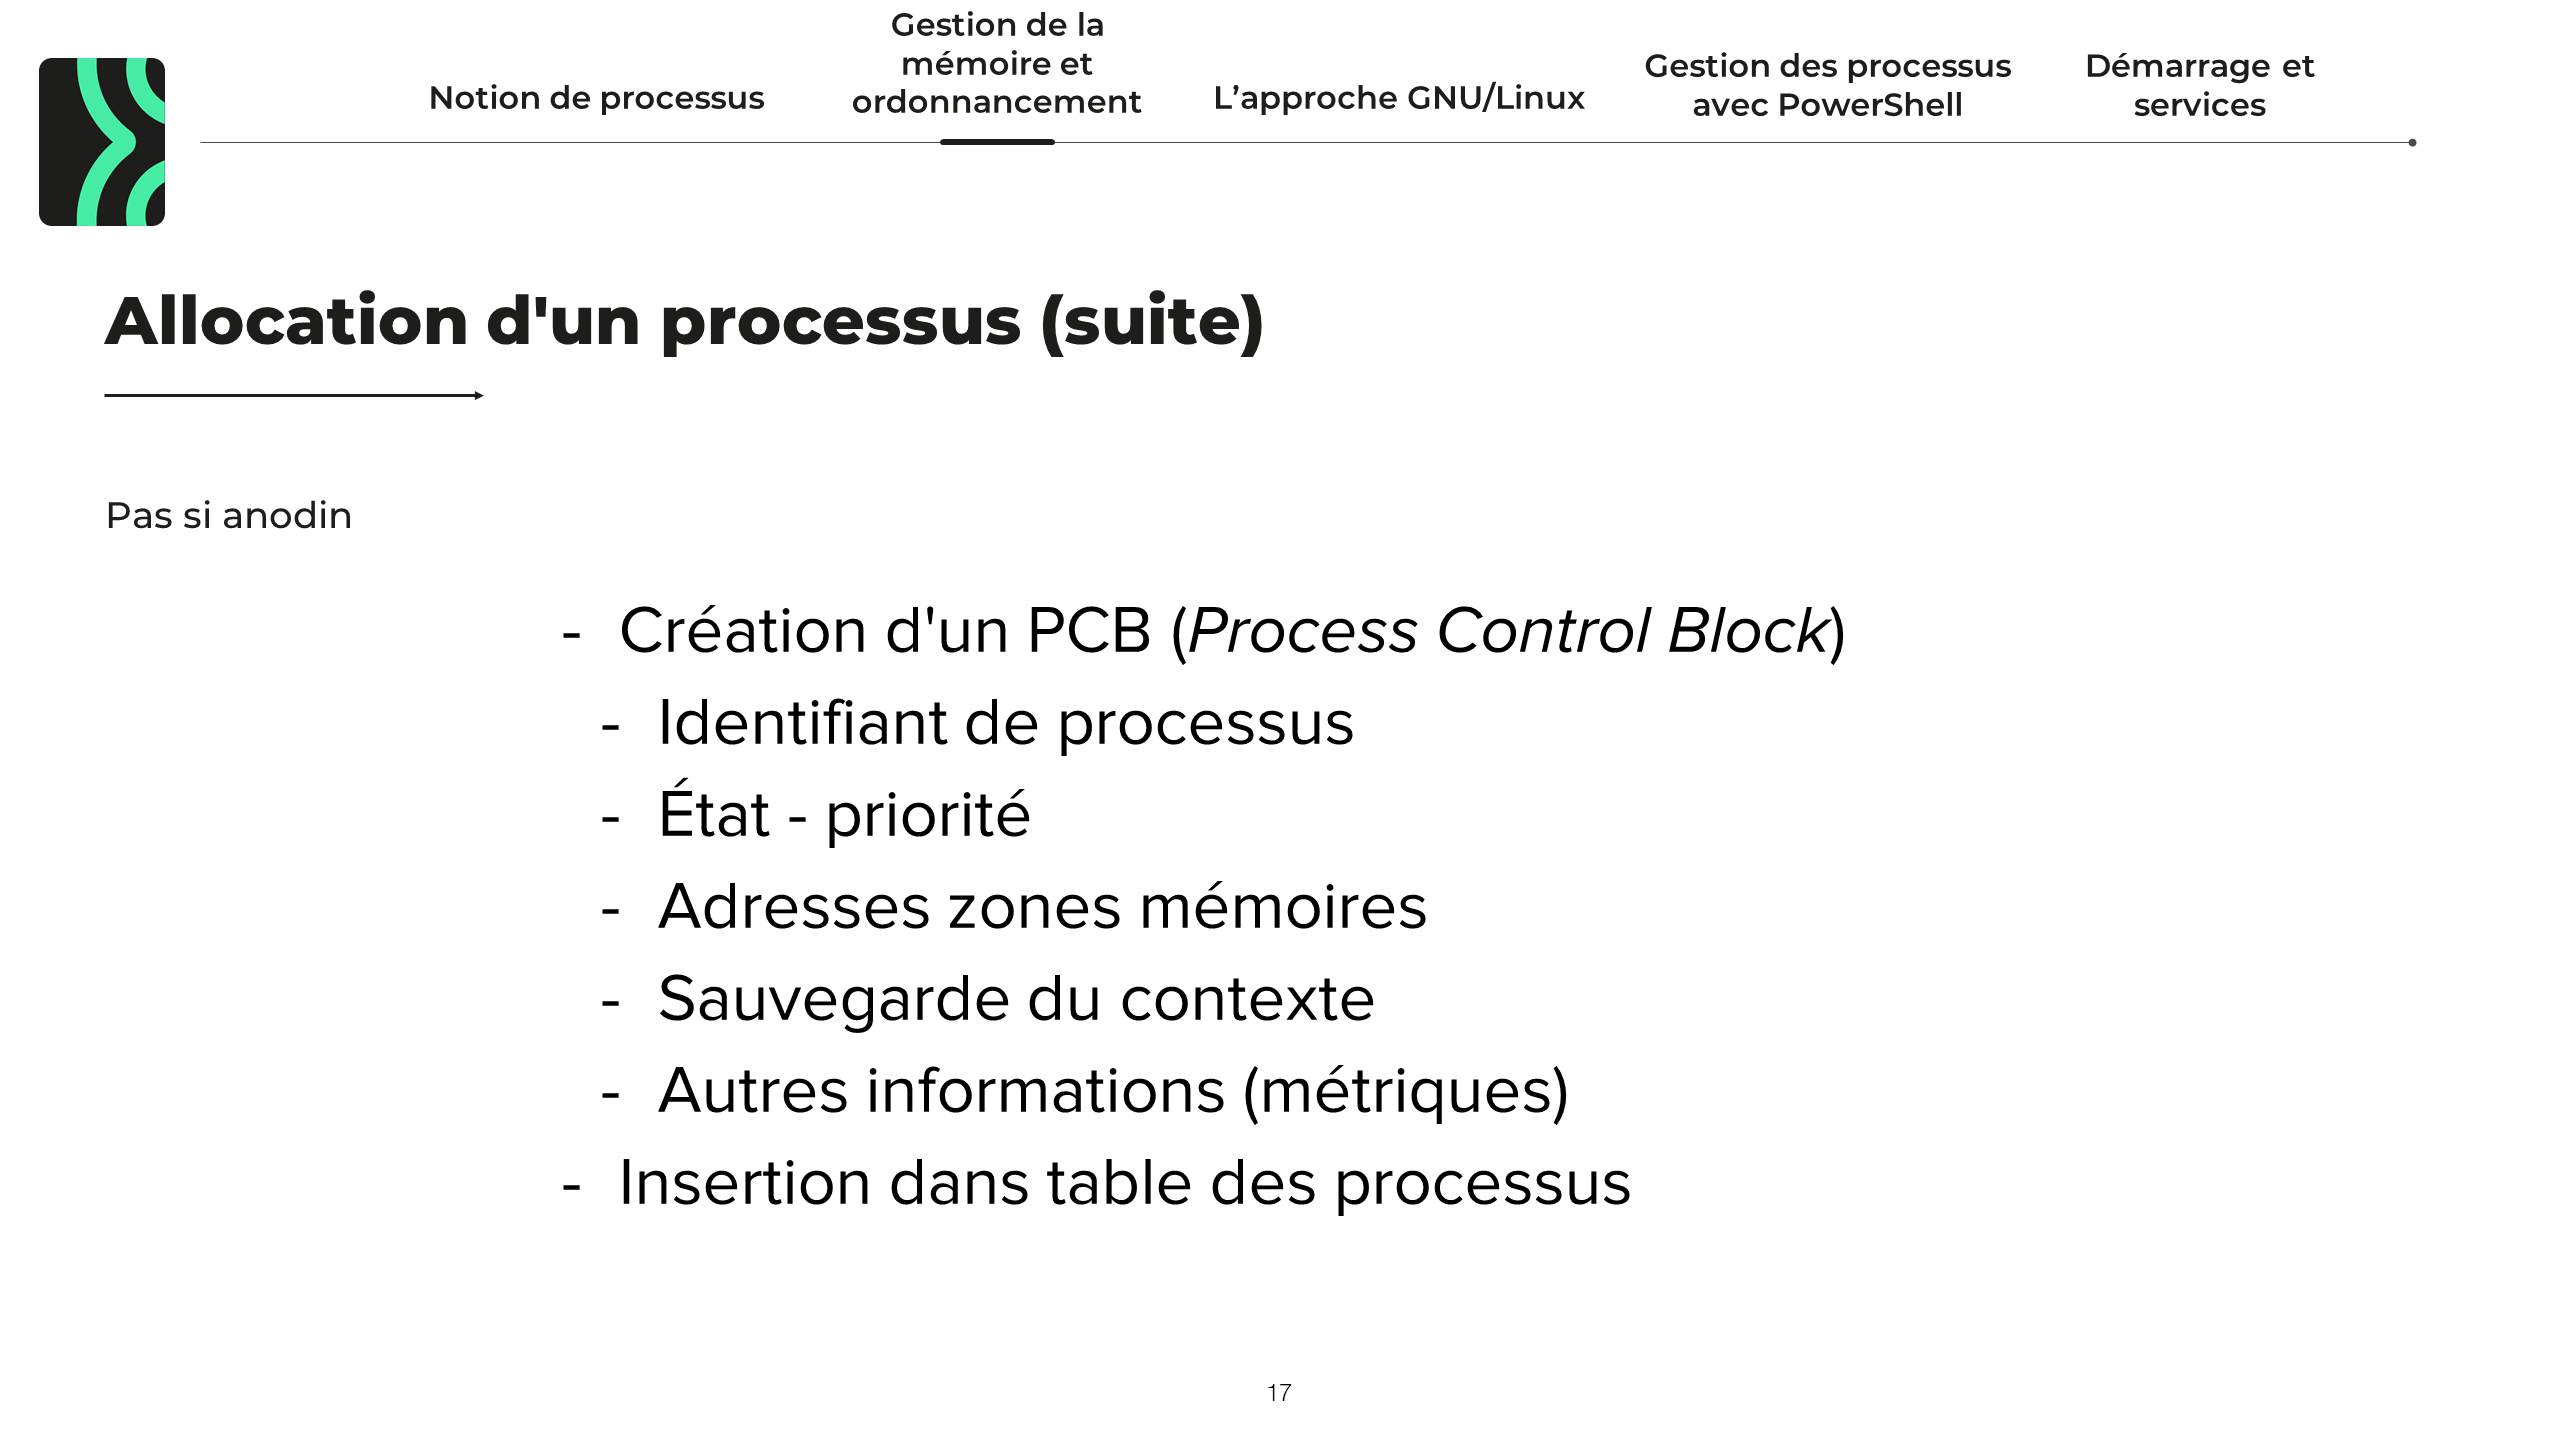 Notion de processus
Gestion de la
mémoire et
ordonnancement
L’approche GNU/Linux
Gestion des processus
avec PowerShell
Démarrage et
services
Allocation d'un processus (suite)
Pas si anodin
- Création d'un PCB (Process Control Block)
- Identifiant de processus
- État - priorité
- Adresses zones mémoires
- Sauvegarde du contexte
- Autres informations (métriques)
- Insertion dans table des processus
17